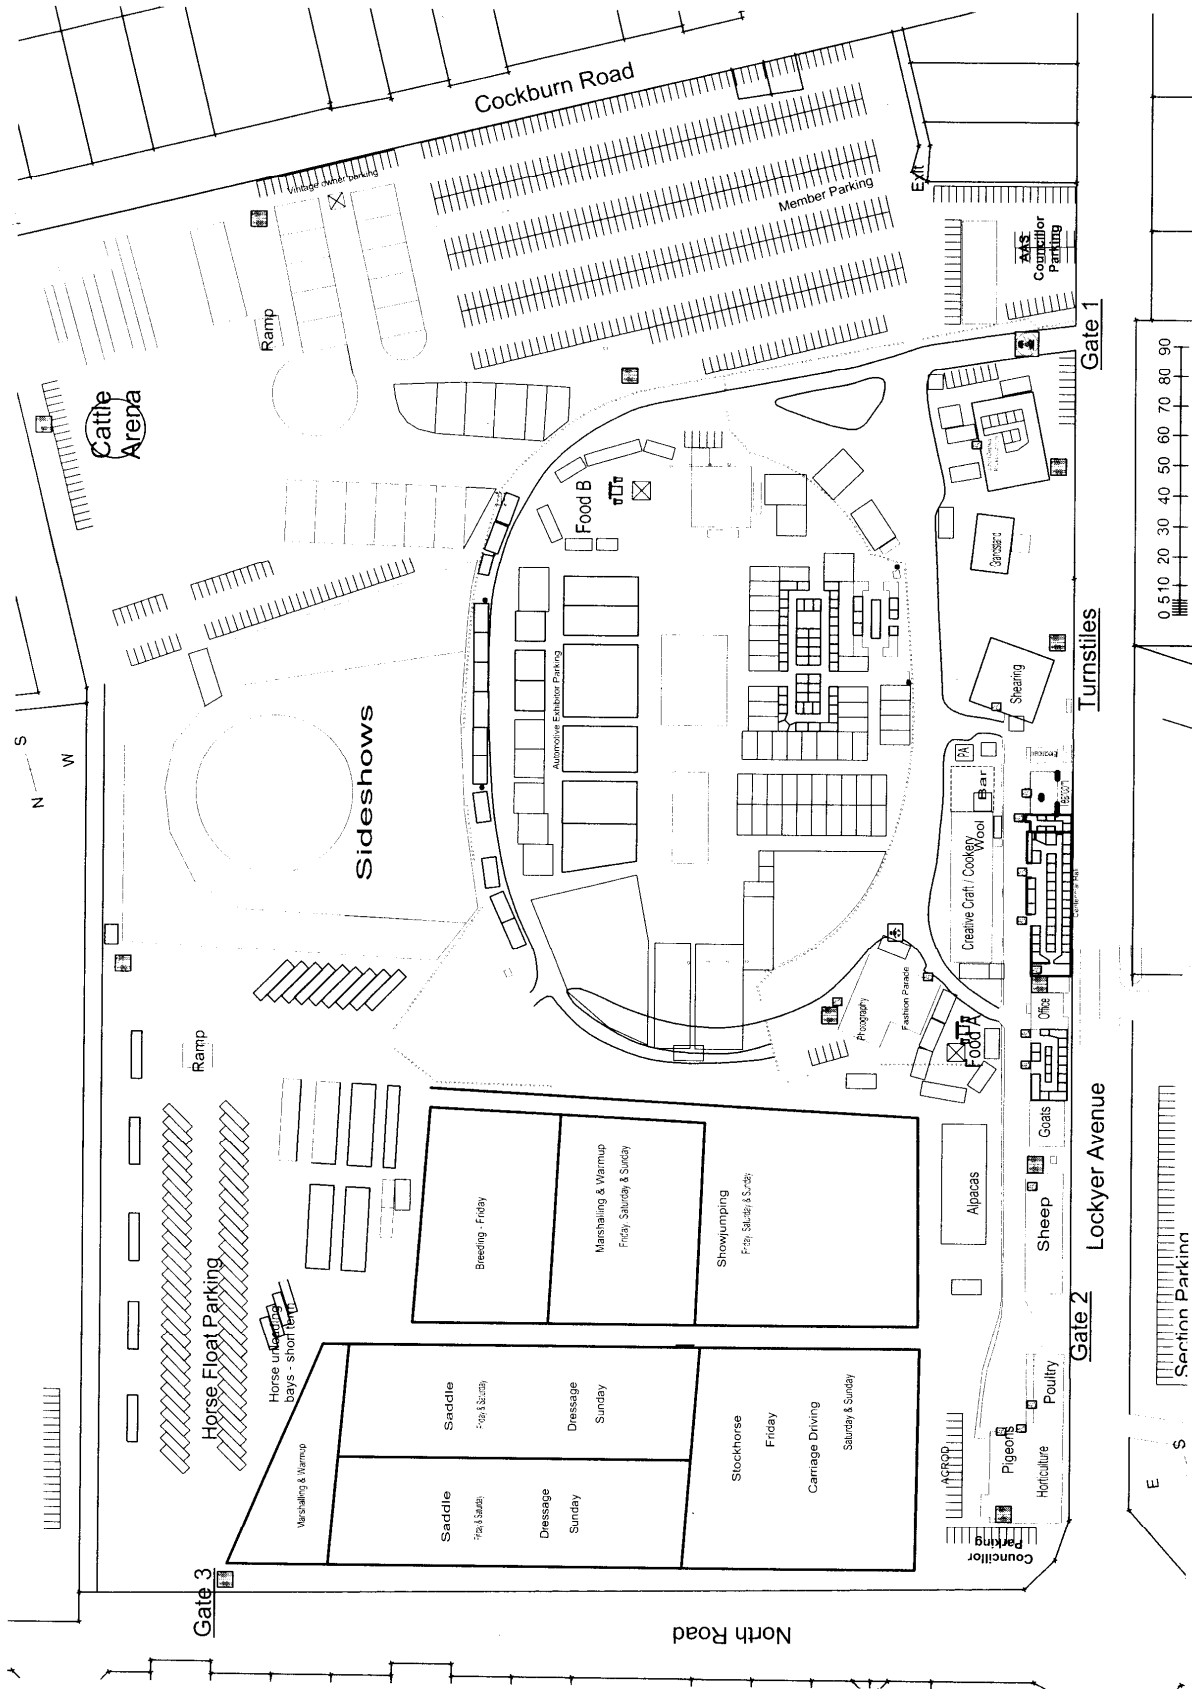 Cockburn Road
Vintage owner parking
Member Parking
Exit
AAS
Councillor
Parking
Ramp
Gate 1
Cattle
Arena
Food B
Grandstand
0 5 10 20 30 40 50 60 70 80 90
Turnstiles
Shearing
Automotive Exhibitor Parking
Sideshows
N
S
W
PA
Bar
Wool
Creative Craft / Cookery
Centennial Hall
Fashion Parade
Photography
Food A
Office
Ramp
Goats
Lockyer Avenue
Alpacas
Sheep
Breeding - Friday
Marshalling & Warmup
Friday, Saturday & Sunday
Showjumping
Friday, Saturday & Sunday
Horse Float Parking
Horse unloading
bays - short term
Gate 2
Section Parking
Saddle
Friday & Saturday
Dressage
Sunday
Stockhorse
Friday
Carriage Driving
Saturday & Sunday
Poultry
Pigeons
Horticulture
ACROD
Marshalling & Warmup
Saddle
Friday & Saturday
Dressage
Sunday
Councillor
Parking
E
S
Gate 3
North Road